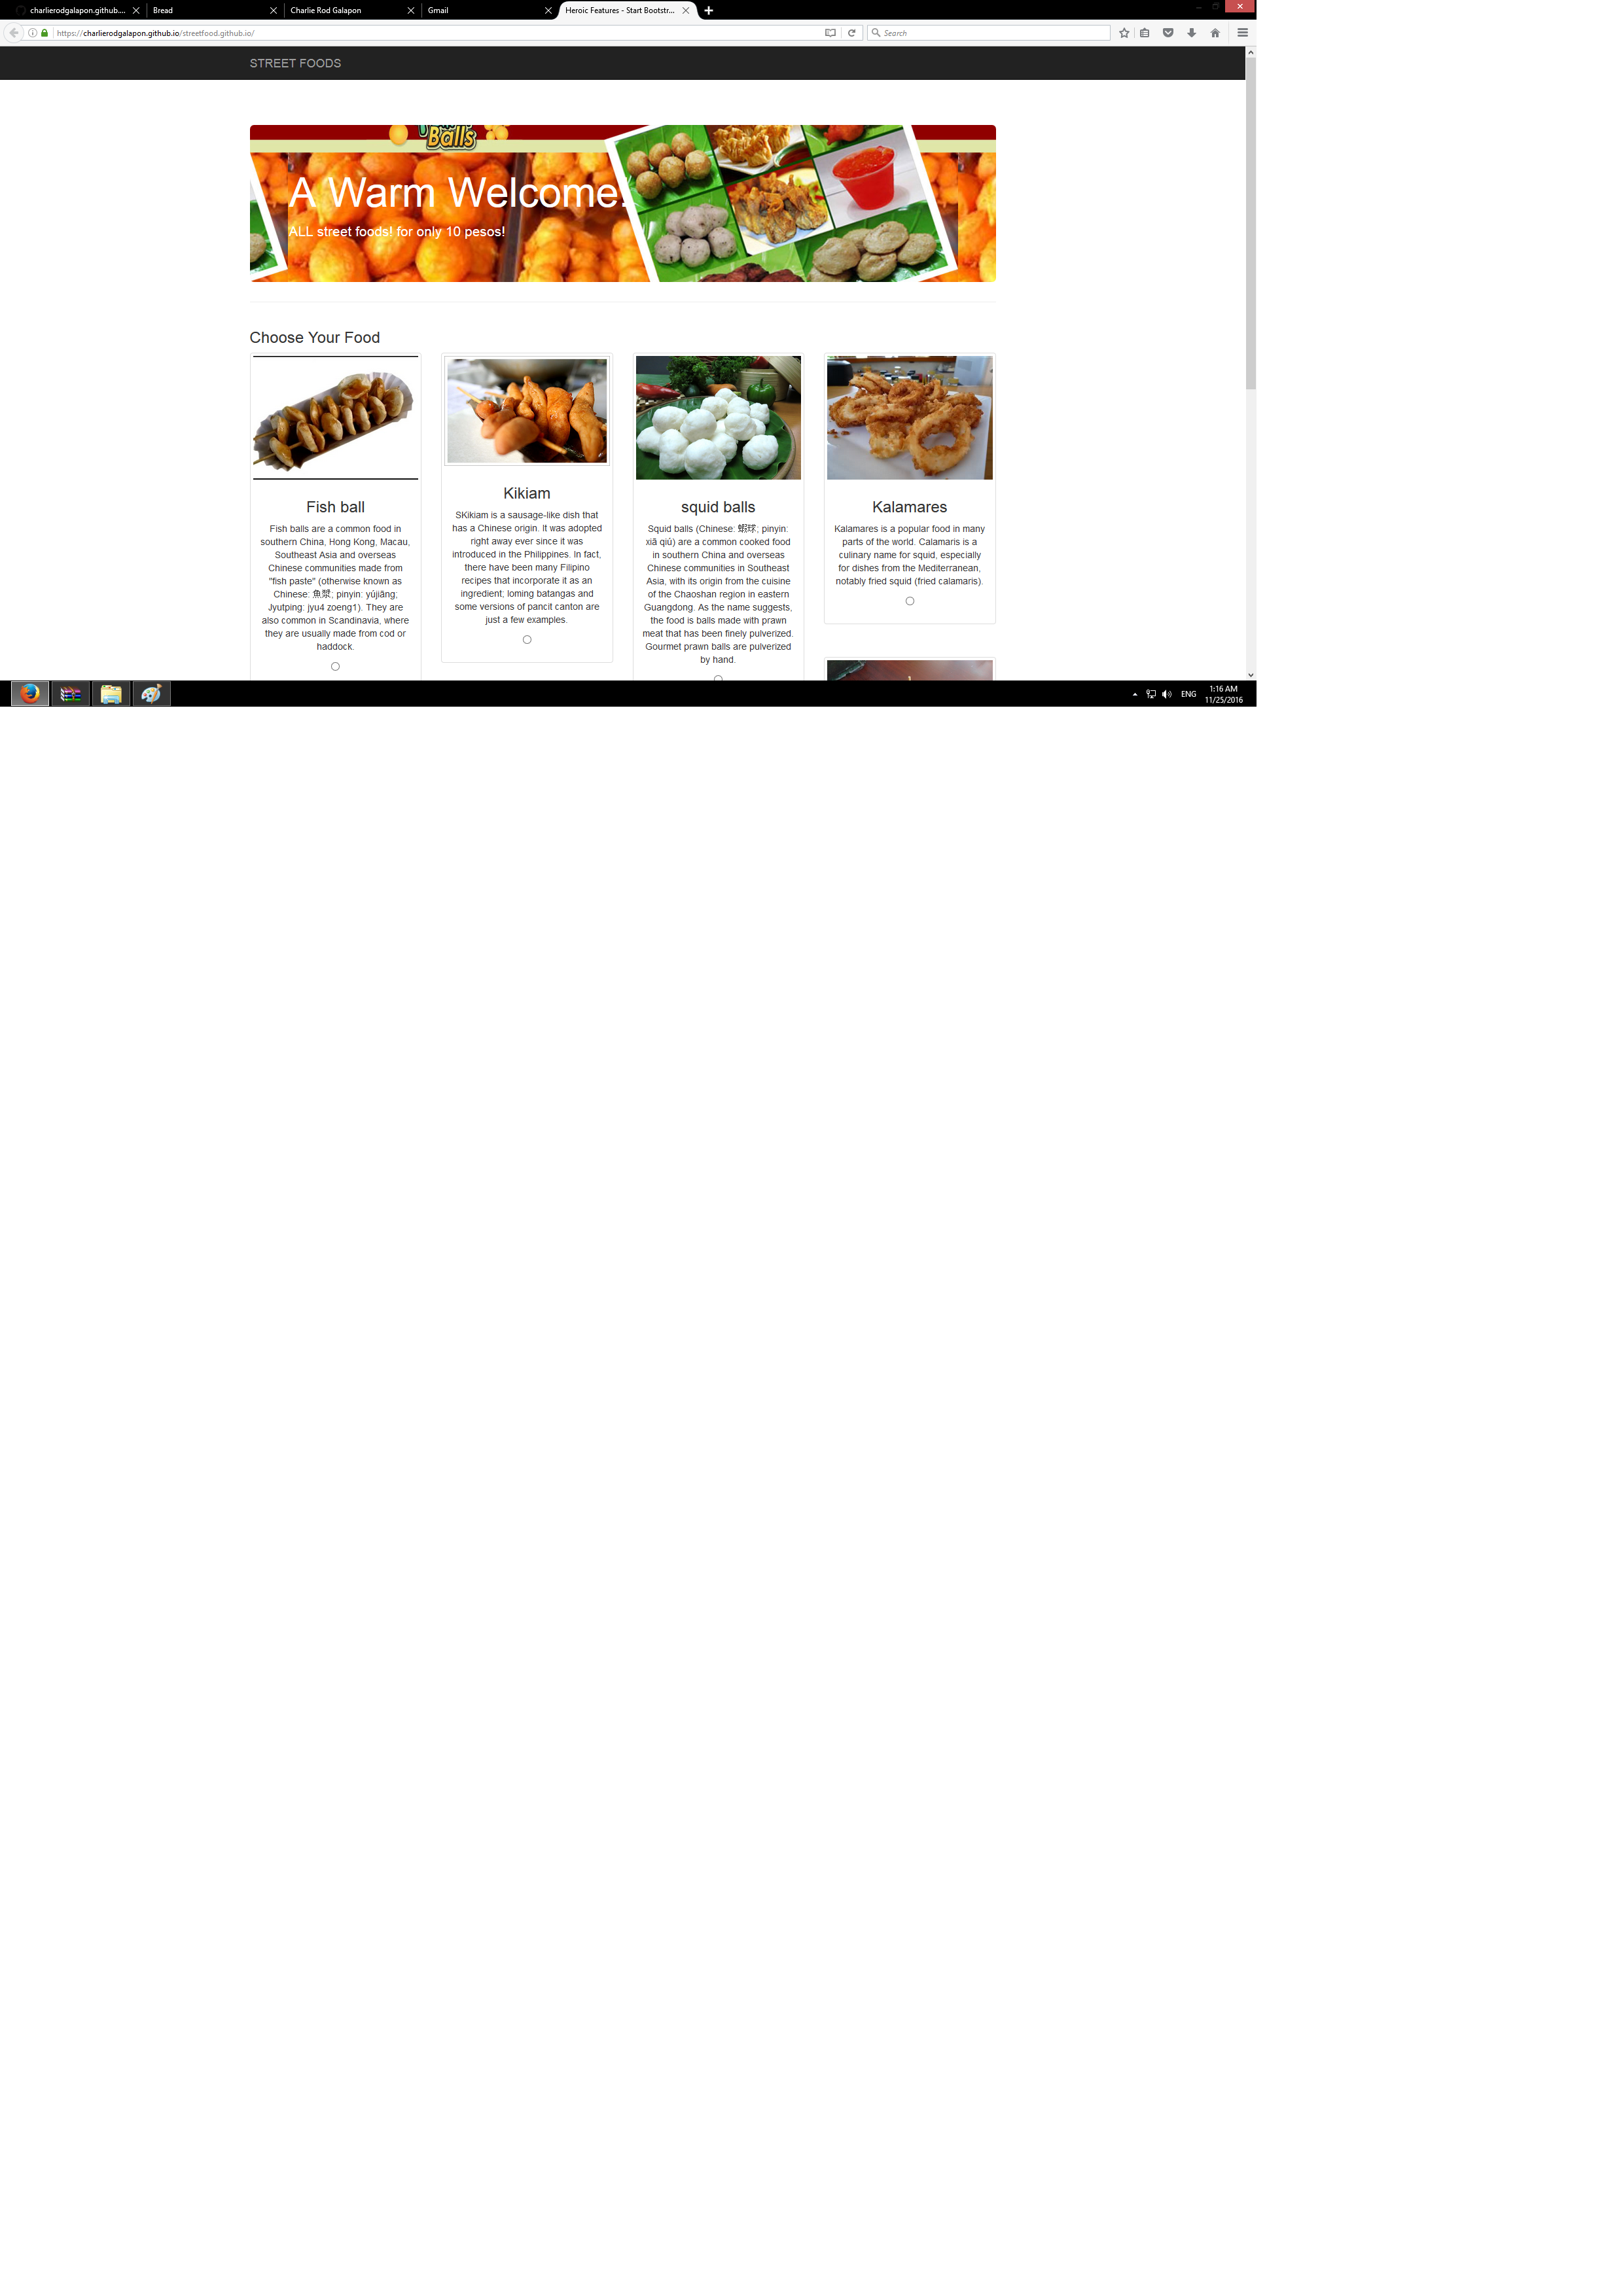 charlierodgalapon.github....
Bread
Charlie Rod Galapon
Gmail
Heroic Features - Start Bootstr...
https://charlierodgalapon.github.io/streetfood.github.io/
Search
STREET FOODS
Balls
A Warm Welcome!
ALL street foods! for only 10 pesos!
Choose Your Food
Fish ball
Fish balls are a common food in
southern China, Hong Kong, Macau,
Southeast Asia and overseas
Chinese communities made from
"fish paste" (otherwise known as
Chinese: 魚漿; pinyin: yújiāng;
Jyutping: jyu4 zoeng1). They are
also common in Scandinavia, where
they are usually made from cod or
haddock.
Kikiam
SKikiam is a sausage-like dish that
has a Chinese origin. It was adopted
right away ever since it was
introduced in the Philippines. In fact,
there have been many Filipino
recipes that incorporate it as an
ingredient; loming batangas and
some versions of pancit canton are
just a few examples.
squid balls
Squid balls (Chinese: 蝦球; pinyin:
xiā qiú) are a common cooked food
in southern China and overseas
Chinese communities in Southeast
Asia, with its origin from the cuisine
of the Chaoshan region in eastern
Guangdong. As the name suggests,
the food is balls made with prawn
meat that has been finely pulverized.
Gourmet prawn balls are pulverized
by hand.
Kalamares
Kalamares is a popular food in many
parts of the world. Calamaris is a
culinary name for squid, especially
for dishes from the Mediterranean,
notably fried squid (fried calamaris).
ENG
1:16 AM
11/25/2016